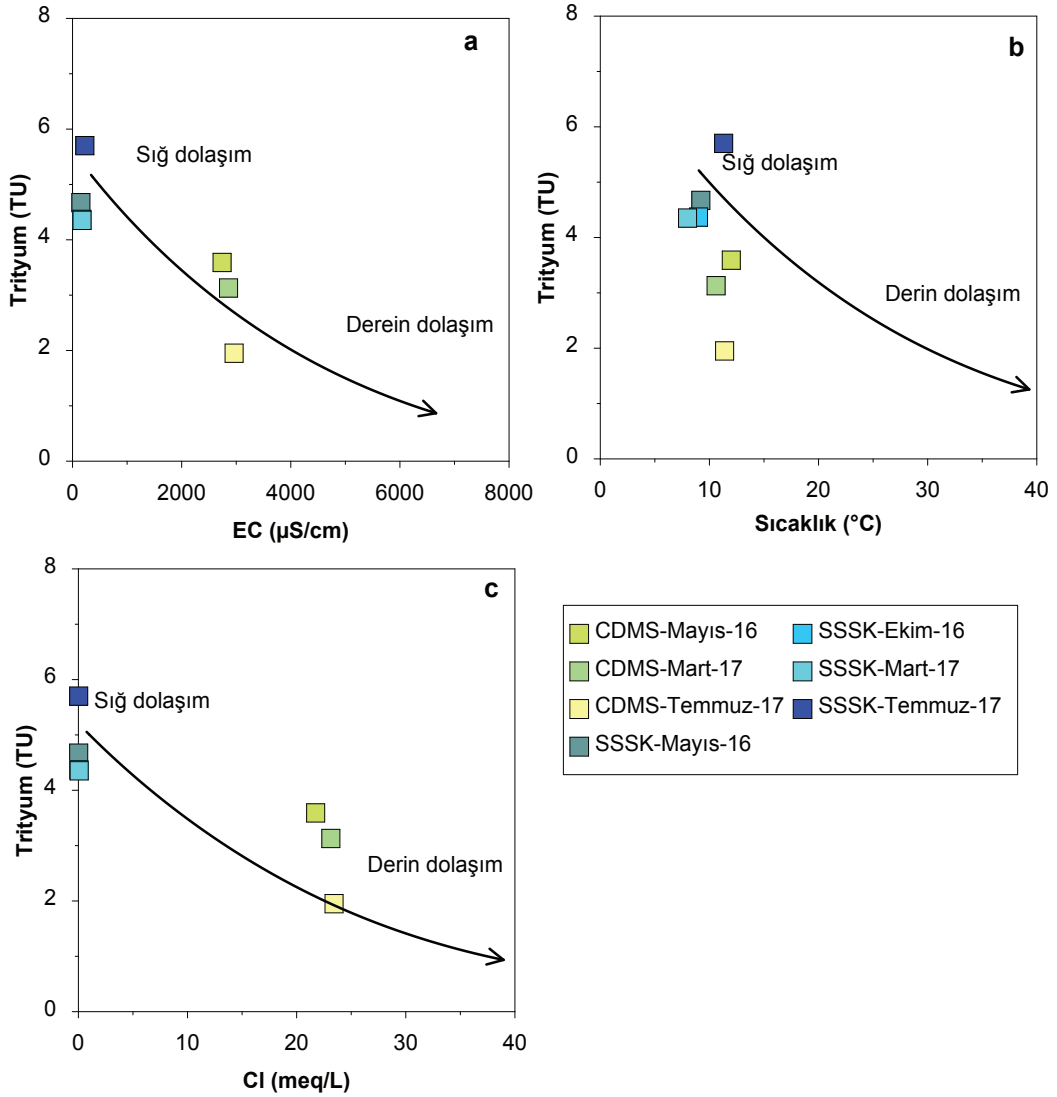 8
6
4
2
0
Trityum (TU)
a
Sığ dolaşım
Derein dolaşım
0
2000
4000
6000
8000
EC (µS/cm)
8
6
4
2
0
Trityum (TU)
b
Sığ dolaşım
Derin dolaşım
0
10
20
30
40
Sıcaklık (°C)
8
6
4
2
0
Trityum (TU)
c
Sığ dolaşım
Derin dolaşım
0
10
20
30
40
Cl (meq/L)
CDMS-Mayıs-16
CDMS-Mart-17
CDMS-Temmuz-17
SSSK-Mayıs-16
SSSK-Ekim-16
SSSK-Mart-17
SSSK-Temmuz-17